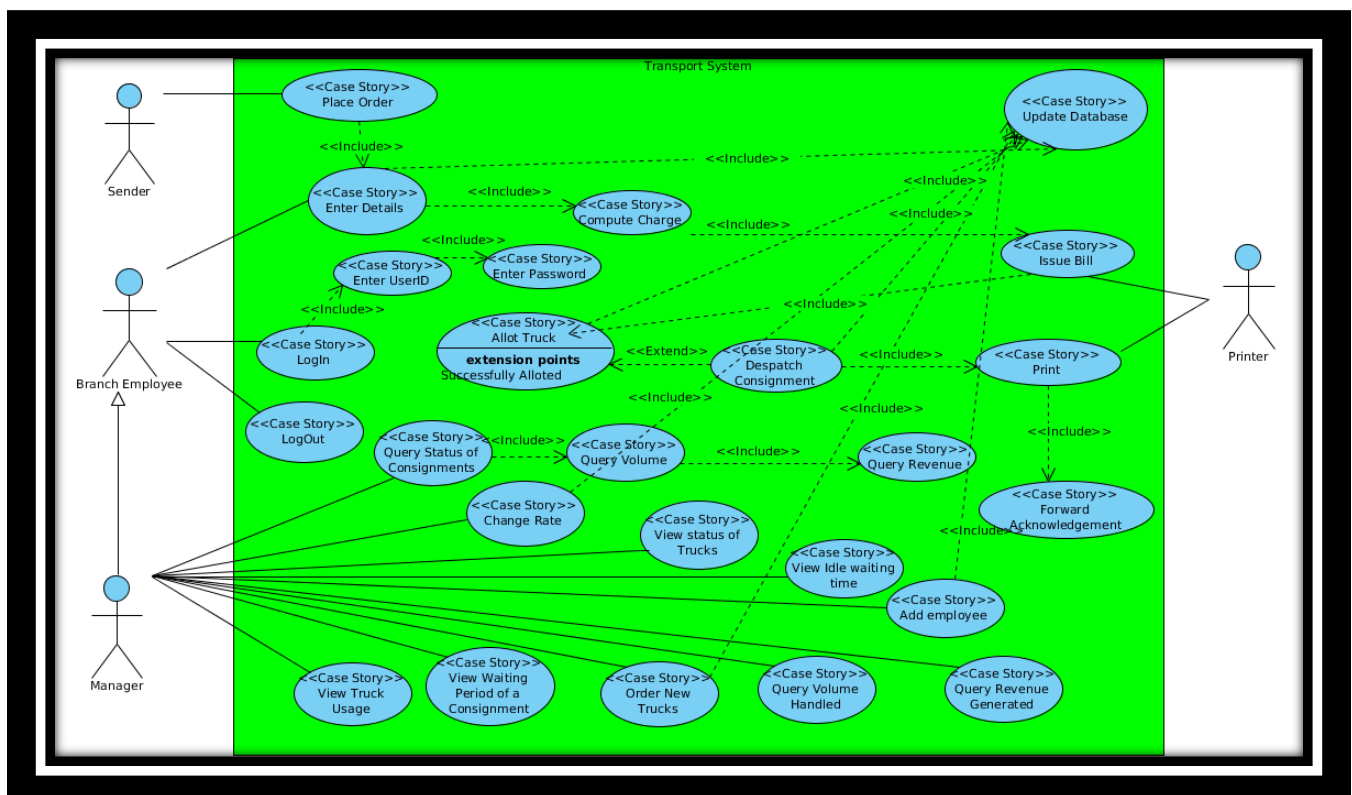 Transport System
<<Case Story>>
Place Order
<<Case Story>>
Update Database
<<Include>>
<<Include>>
<<Include>>
Sender
<<Case Story>>
Enter Details
<<Include>>
<<Case Story>>
Compute Charge
<<Include>>
<<Include>>
<<Include>>
<<Case Story>>
Issue Bill
<<Case Story>>
Enter UserID
<<Case Story>>
Enter Password
<<Include>>
<<Include>>
<<Case Story>>
Allot Truck
extension points
Successfully Alloted
<<Case Story>>
LogIn
<<Extend>>
<<Case Story>>
Despatch
Consignment
<<Include>>
<<Case Story>>
Print
Printer
Branch Employee
<<Include>>
<<Include>>
<<Case Story>>
LogOut
<<Case Story>>
Query Status of
Consignments
<<Include>>
<<Case Story>>
Query Volume
<<Include>>
<<Case Story>>
Query Revenue
<<Include>>
<<Case Story>>
Change Rate
<<Case Story>>
View status of
Trucks
<<Case Story>>
Forward
Acknowledgement
<<Include>>
<<Case Story>>
View Idle waiting
time
<<Case Story>>
Add employee
Manager
<<Case Story>>
View Truck
Usage
<<Case Story>>
View Waiting
Period of a
Consignment
<<Case Story>>
Order New
Trucks
<<Case Story>>
Query Volume
Handled
<<Case Story>>
Query Revenue
Generated